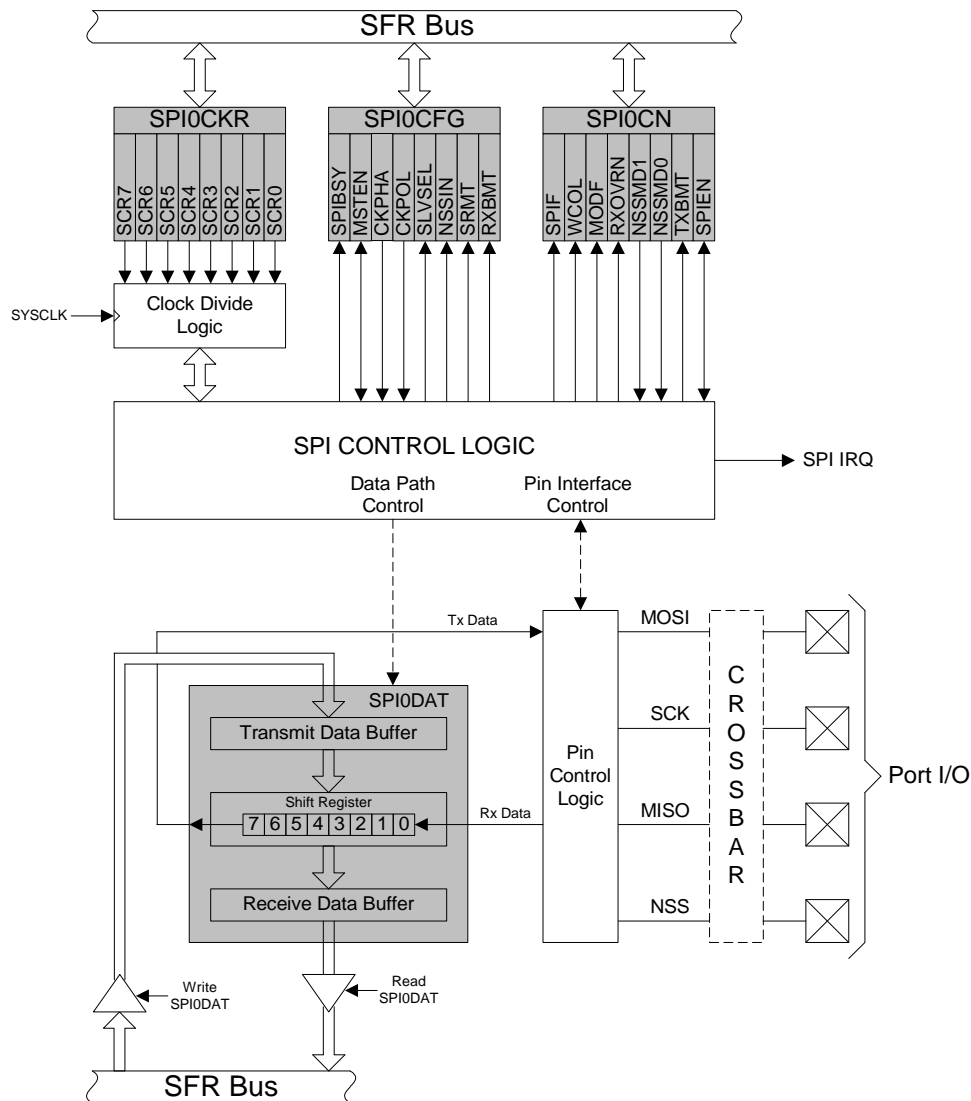 SFR Bus
SPI0CKR
SCR7
SCR6
SCR5
SCR4
SCR3
SCR2
SCR1
SCR0
SPI0CFG
SPIBSY
MSTEN
CKPHA
CKPOL
SLVSEL
NSSIN
SRMT
RXBMT
SPI0CN
SPIF
WCOL
MODF
RXOVRN
NSSMD1
NSSMD0
TXBMT
SPIEN
SYSCLK
Clock Divide
Logic
SPI CONTROL LOGIC
Data Path
Control
Pin Interface
Control
SPI IRQ
Tx Data
SPI0DAT
Transmit Data Buffer
Shift Register
7 6 5 4 3 2 1 0
Rx Data
Receive Data Buffer
Pin
Control
Logic
MOSI
SCK
MISO
NSS
CROSSBAR
Port I/O
Write
SPI0DAT
Read
SPI0DAT
SFR Bus